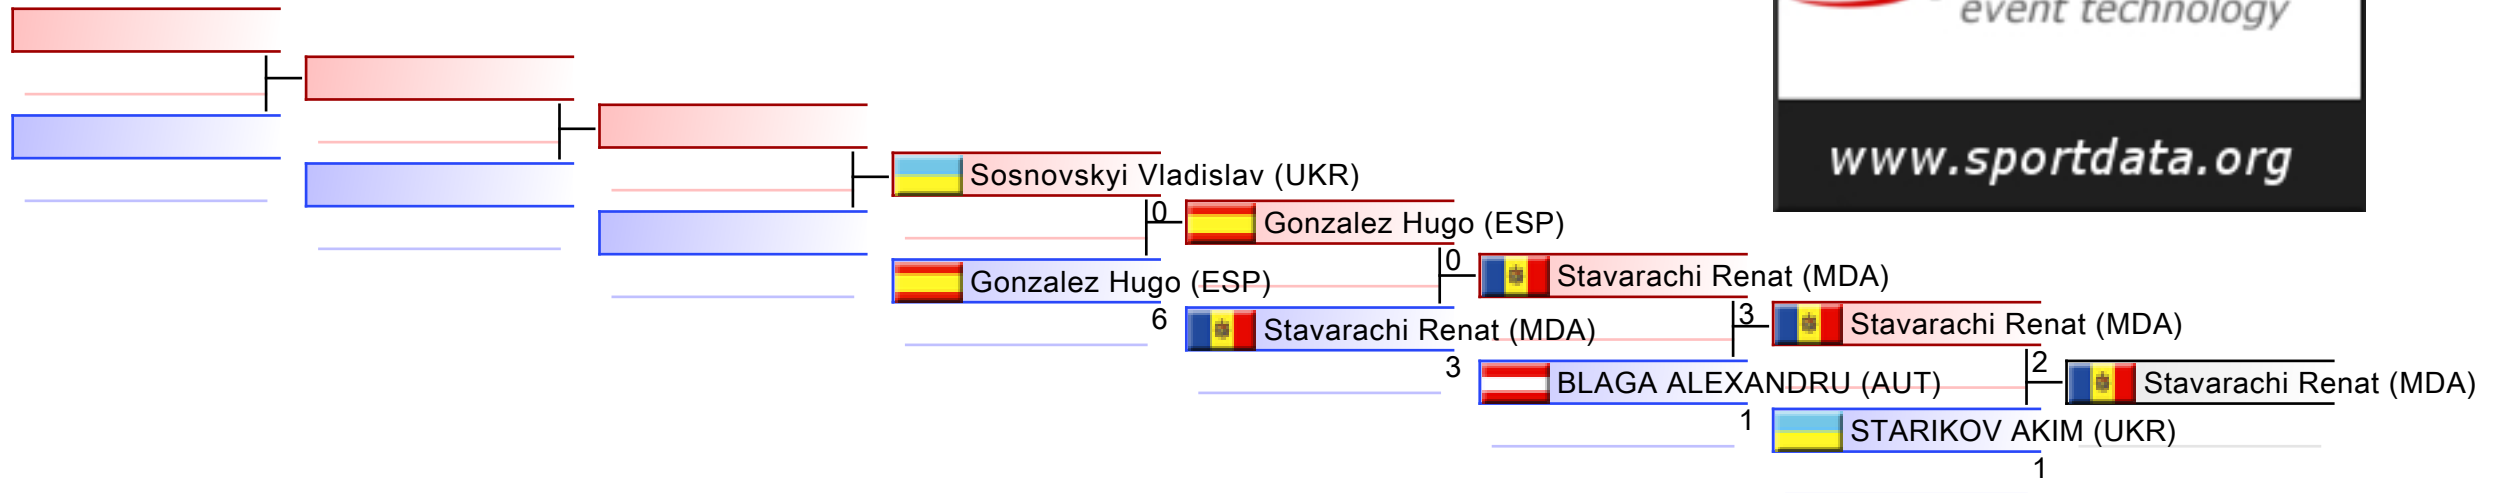 event technology
www.sportdata.org
Sosnovskyi Vladislav (UKR)
0
Gonzalez Hugo (ESP)
Gonzalez Hugo (ESP)
6
0
Stavarachi Renat (MDA)
Stavarachi Renat (MDA)
3
3
Stavarachi Renat (MDA)
BLAGA ALEXANDRU (AUT)
1
2
Stavarachi Renat (MDA)
STARIKOV AKIM (UKR)
1